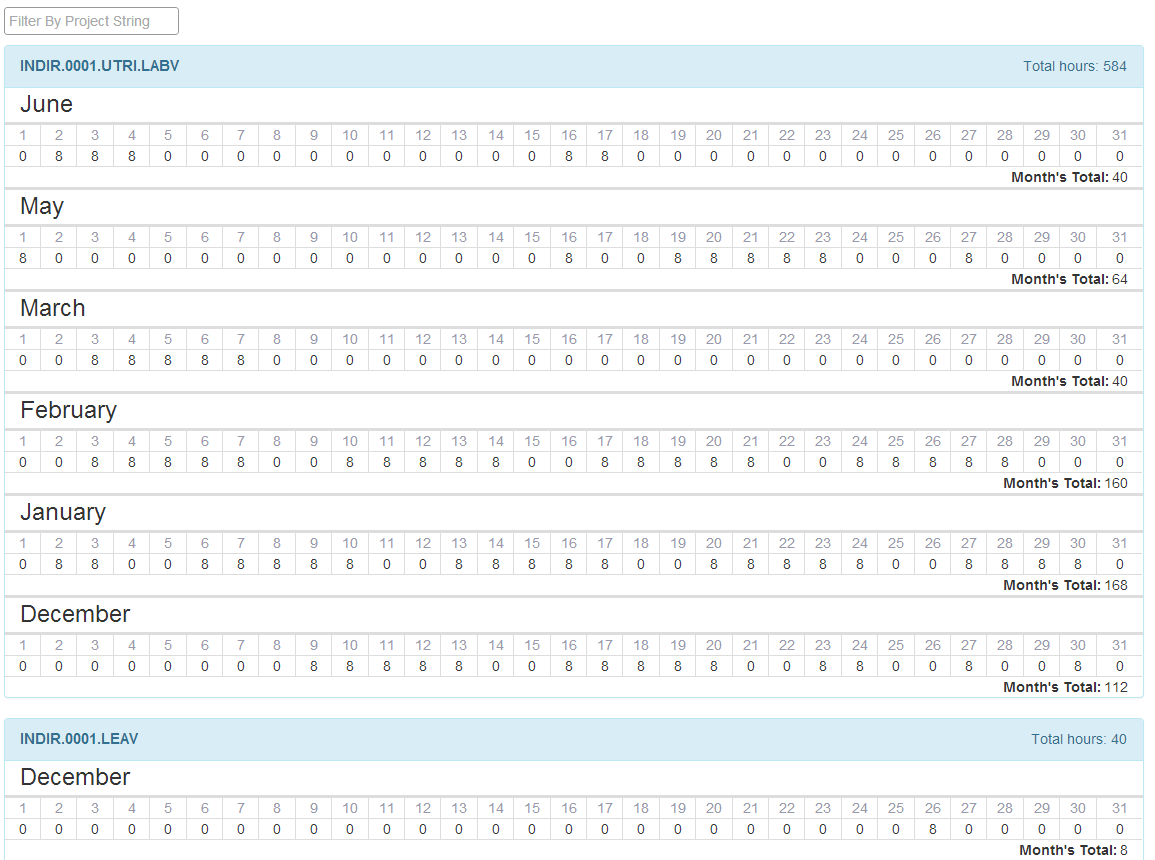 Filter By Project String
INDIR.0001.UTRI.LABV Total hours: 584
June
1 2 3 4 5 6 7 8 9 10 11 12 13 14 15 16 17 18 19 20 21 22 23 24 25 26 27 28 29 30 31
0 8 8 8 0 0 0 0 0 0 0 0 0 0 0 8 8 0 0 0 0 0 0 0 0 0 0 0 0 0 0
Month's Total: 40
May
1 2 3 4 5 6 7 8 9 10 11 12 13 14 15 16 17 18 19 20 21 22 23 24 25 26 27 28 29 30 31
8 0 0 0 0 0 0 0 0 0 0 0 0 0 0 8 0 0 8 8 8 8 8 0 0 0 8 0 0 0 0
Month's Total: 64
March
1 2 3 4 5 6 7 8 9 10 11 12 13 14 15 16 17 18 19 20 21 22 23 24 25 26 27 28 29 30 31
0 0 8 8 8 8 8 0 0 0 0 0 0 0 0 0 0 0 0 0 0 0 0 0 0 0 0 0 0 0 0
Month's Total: 40
February
1 2 3 4 5 6 7 8 9 10 11 12 13 14 15 16 17 18 19 20 21 22 23 24 25 26 27 28 29 30 31
0 0 8 8 8 8 8 0 0 8 8 8 8 8 0 0 8 8 8 8 8 0 0 8 8 8 8 8 0 0 0
Month's Total: 160
January
1 2 3 4 5 6 7 8 9 10 11 12 13 14 15 16 17 18 19 20 21 22 23 24 25 26 27 28 29 30 31
0 8 8 0 0 8 8 8 8 8 0 0 8 8 8 8 8 0 0 8 8 8 8 8 0 0 8 8 8 8 0
Month's Total: 168
December
1 2 3 4 5 6 7 8 9 10 11 12 13 14 15 16 17 18 19 20 21 22 23 24 25 26 27 28 29 30 31
0 0 0 0 0 0 0 0 8 8 8 8 8 0 0 8 8 8 8 8 0 0 8 8 0 0 8 0 0 8 0
Month's Total: 112
INDIR.0001.LEAV Total hours: 40
December
1 2 3 4 5 6 7 8 9 10 11 12 13 14 15 16 17 18 19 20 21 22 23 24 25 26 27 28 29 30 31
0 0 0 0 0 0 0 0 0 0 0 0 0 0 0 0 0 0 0 0 0 0 0 0 0 8 0 0 0 0 0
Month's Total: 8